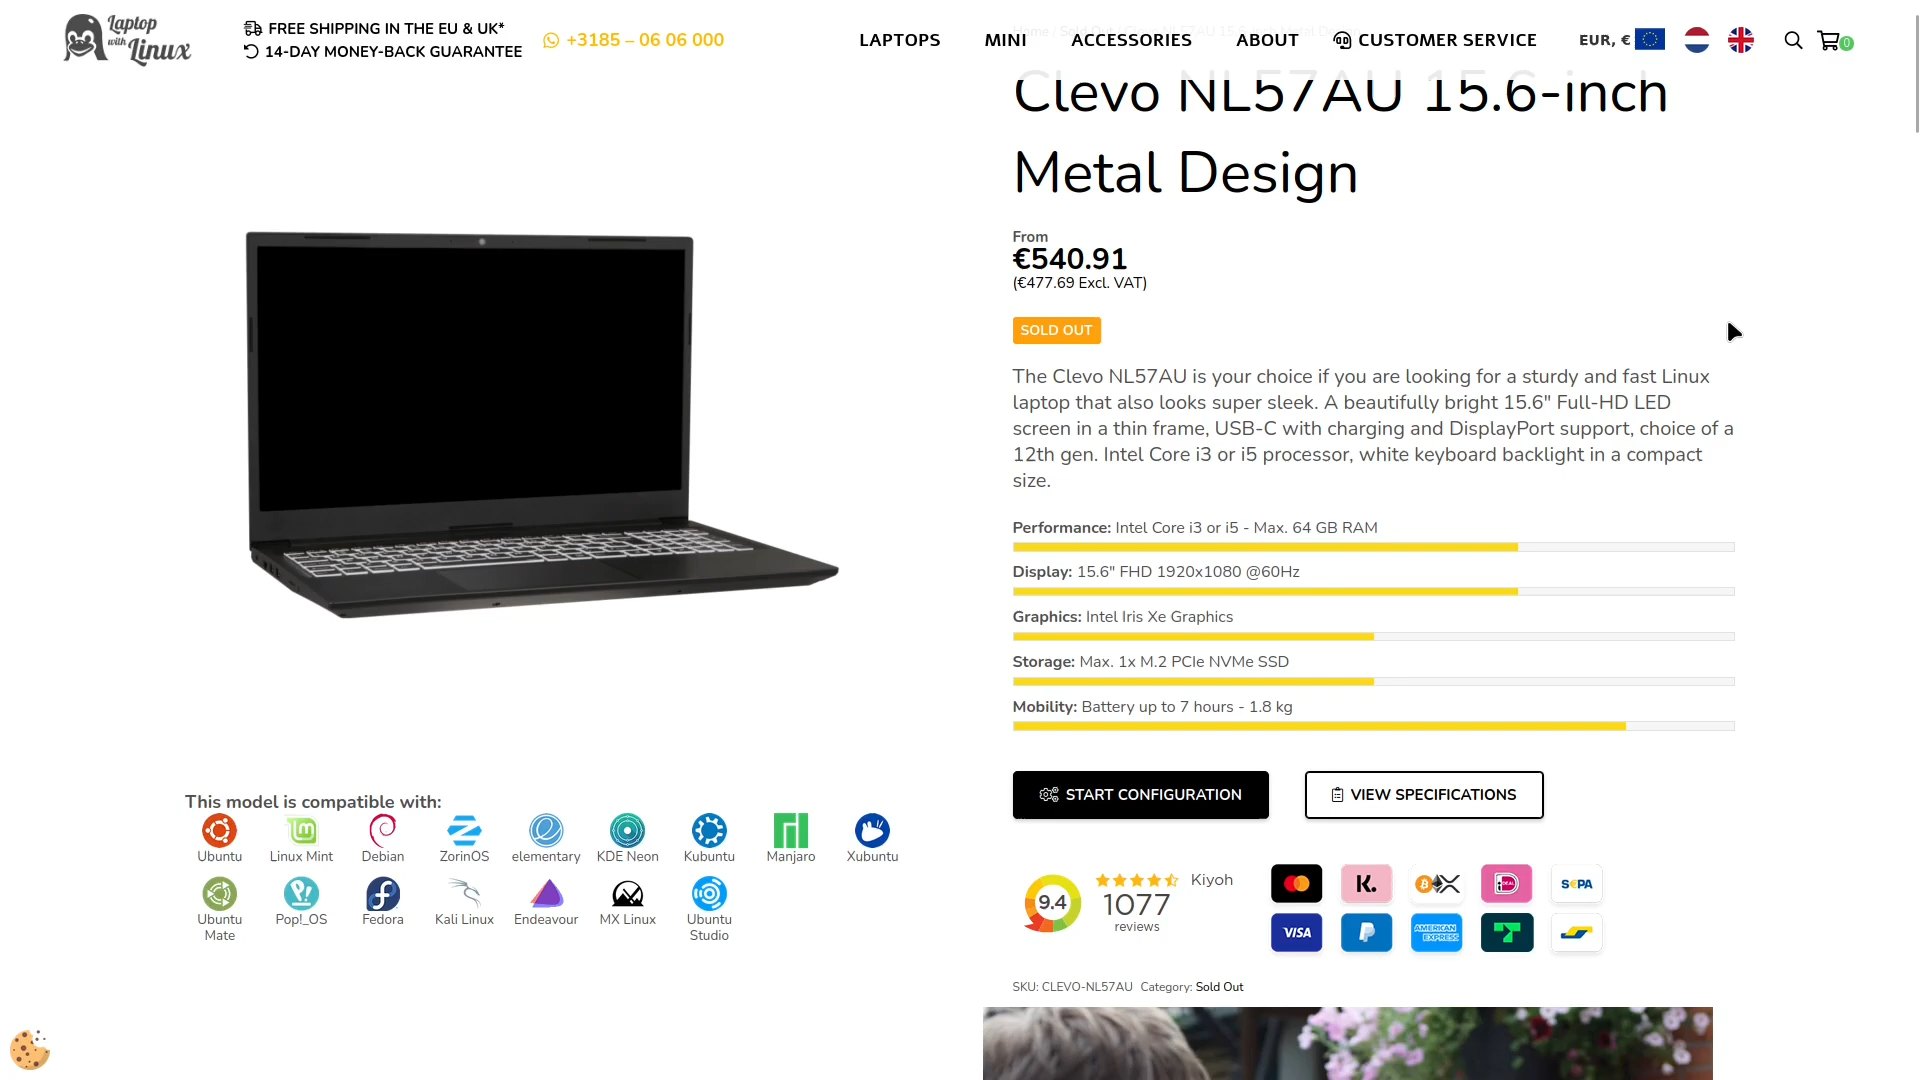 Laptop
with
Linux
FREE SHIPPING IN THE EU & UK*
14-DAY MONEY-BACK GUARANTEE
+3185 – 06 06 000
LAPTOPS
MINI
ACCESSORIES
ABOUT
CUSTOMER SERVICE
EUR, €
0
Clevo NL57AU 15.6-inch
Metal Design
From
€540.91
(€477.69 Excl. VAT)
SOLD OUT
The Clevo NL57AU is your choice if you are looking for a sturdy and fast Linux
laptop that also looks super sleek. A beautifully bright 15.6" Full-HD LED
screen in a thin frame, USB-C with charging and DisplayPort support, choice of a
12th gen. Intel Core i3 or i5 processor, white keyboard backlight in a compact
size.
Performance: Intel Core i3 or i5 - Max. 64 GB RAM
Display: 15.6" FHD 1920x1080 @60Hz
Graphics: Intel Iris Xe Graphics
Storage: Max. 1x M.2 PCIe NVMe SSD
Mobility: Battery up to 7 hours - 1.8 kg
START CONFIGURATION
VIEW SPECIFICATIONS
This model is compatible with:
Ubuntu
Linux Mint
Debian
ZorinOS
elementary
KDE Neon
Kubuntu
Manjaro
Xubuntu
Ubuntu
Mate
Pop!_OS
Fedora
Kali Linux
Endeavour
MX Linux
Ubuntu
Studio
9.4
Kiyoh
1077
reviews
K.
iDEAL
SEPA
VISA
AMERICAN
EXPRESS
SKU: CLEVO-NL57AU Category: Sold Out